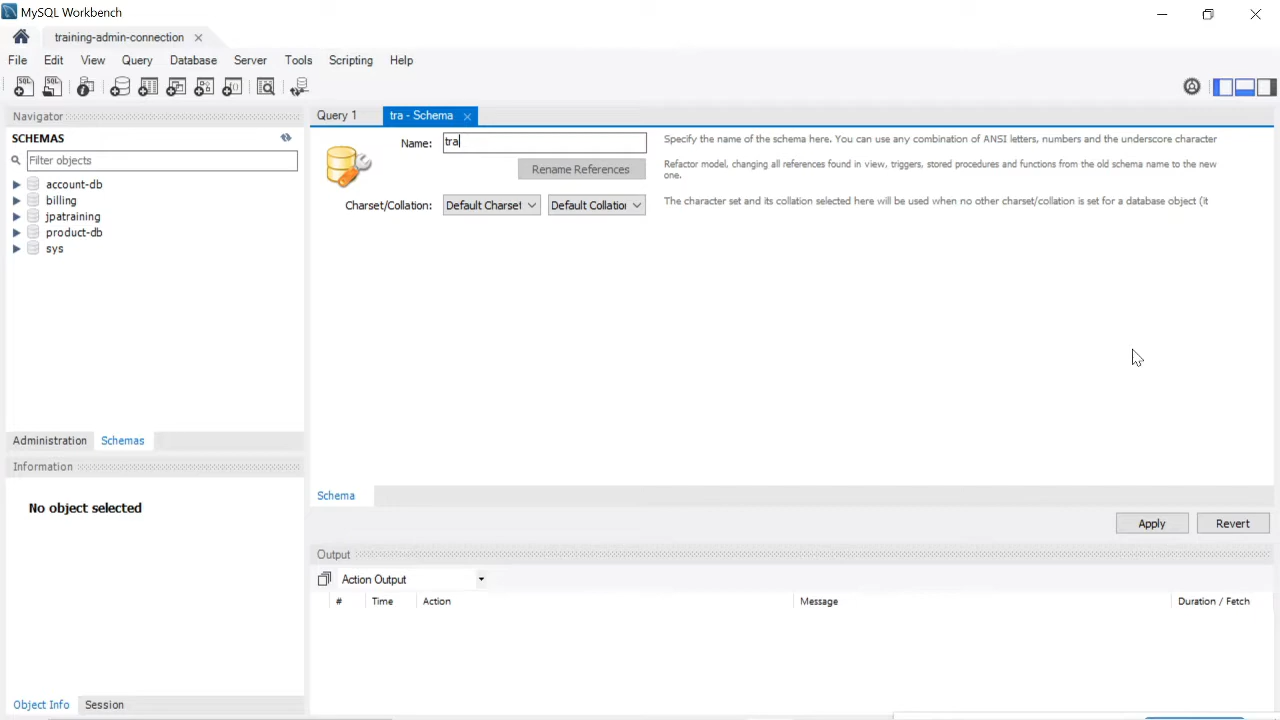 MySQL Workbench
training-admin-connection
File Edit View Query Database Server Tools Scripting Help
Navigator
SCHEMAS
Filter objects
account-db
billing
jpatraining
product-db
sys
Administration Schemas
Information
No object selected
Object Info Session
Query 1 tra - Schema
Name: tra Specify the name of the schema here. You can use any combination of ANSI letters, numbers and the underscore character
Rename References Refactor model, changing all references found in view, triggers, stored procedures and functions from the old schema name to the new
one.
Charset/Collation: Default Charset Default Collation The character set and its collation selected here will be used when no other charset/collation is set for a database object (it
Schema
Apply Revert
Output
Action Output
# Time Action Message Duration / Fetch